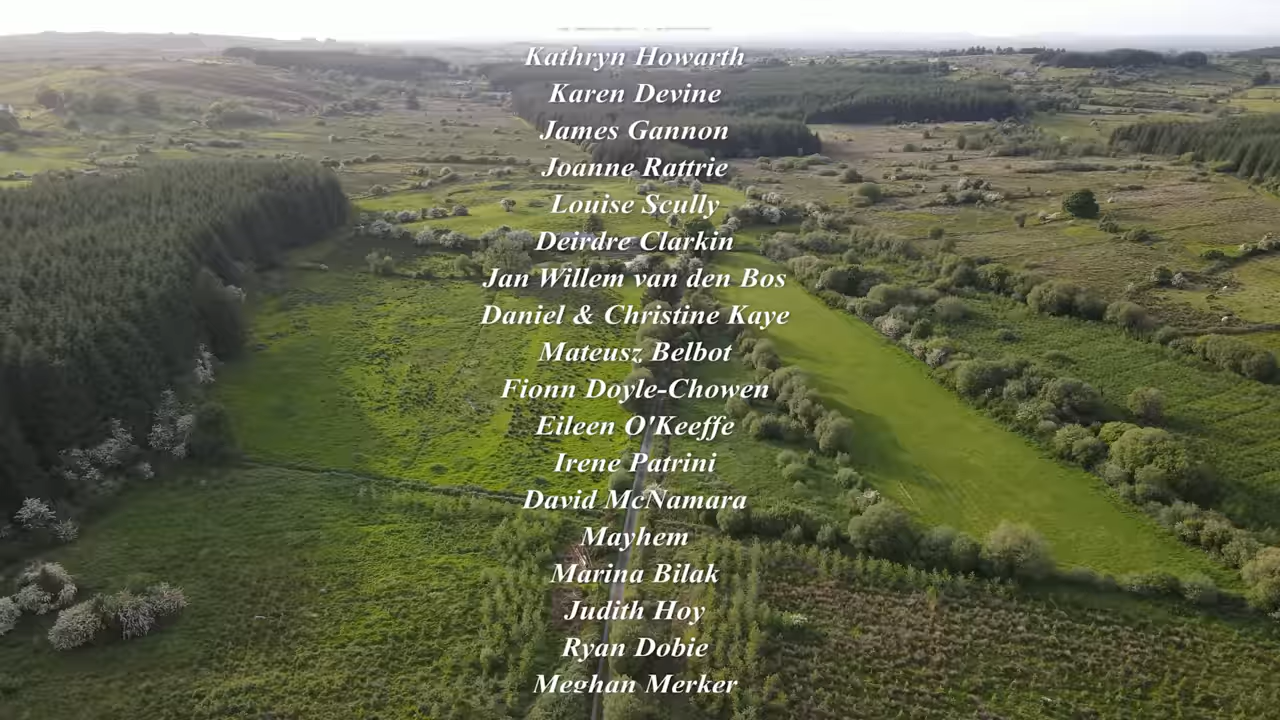 Kathryn Howarth
Karen Devine
James Gannon
Joanne Rattrie
Louise Scully
Deirdre Clarkin
Jan Willem van den Bos
Daniel & Christine Kaye
Mateusz Belbot
Fionn Doyle-Chowen
Eileen O'Keeffe
Irene Patrini
David McNamara
Mayhem
Marina Bilak
Judith Hoy
Ryan Dobie
Meghan Merker